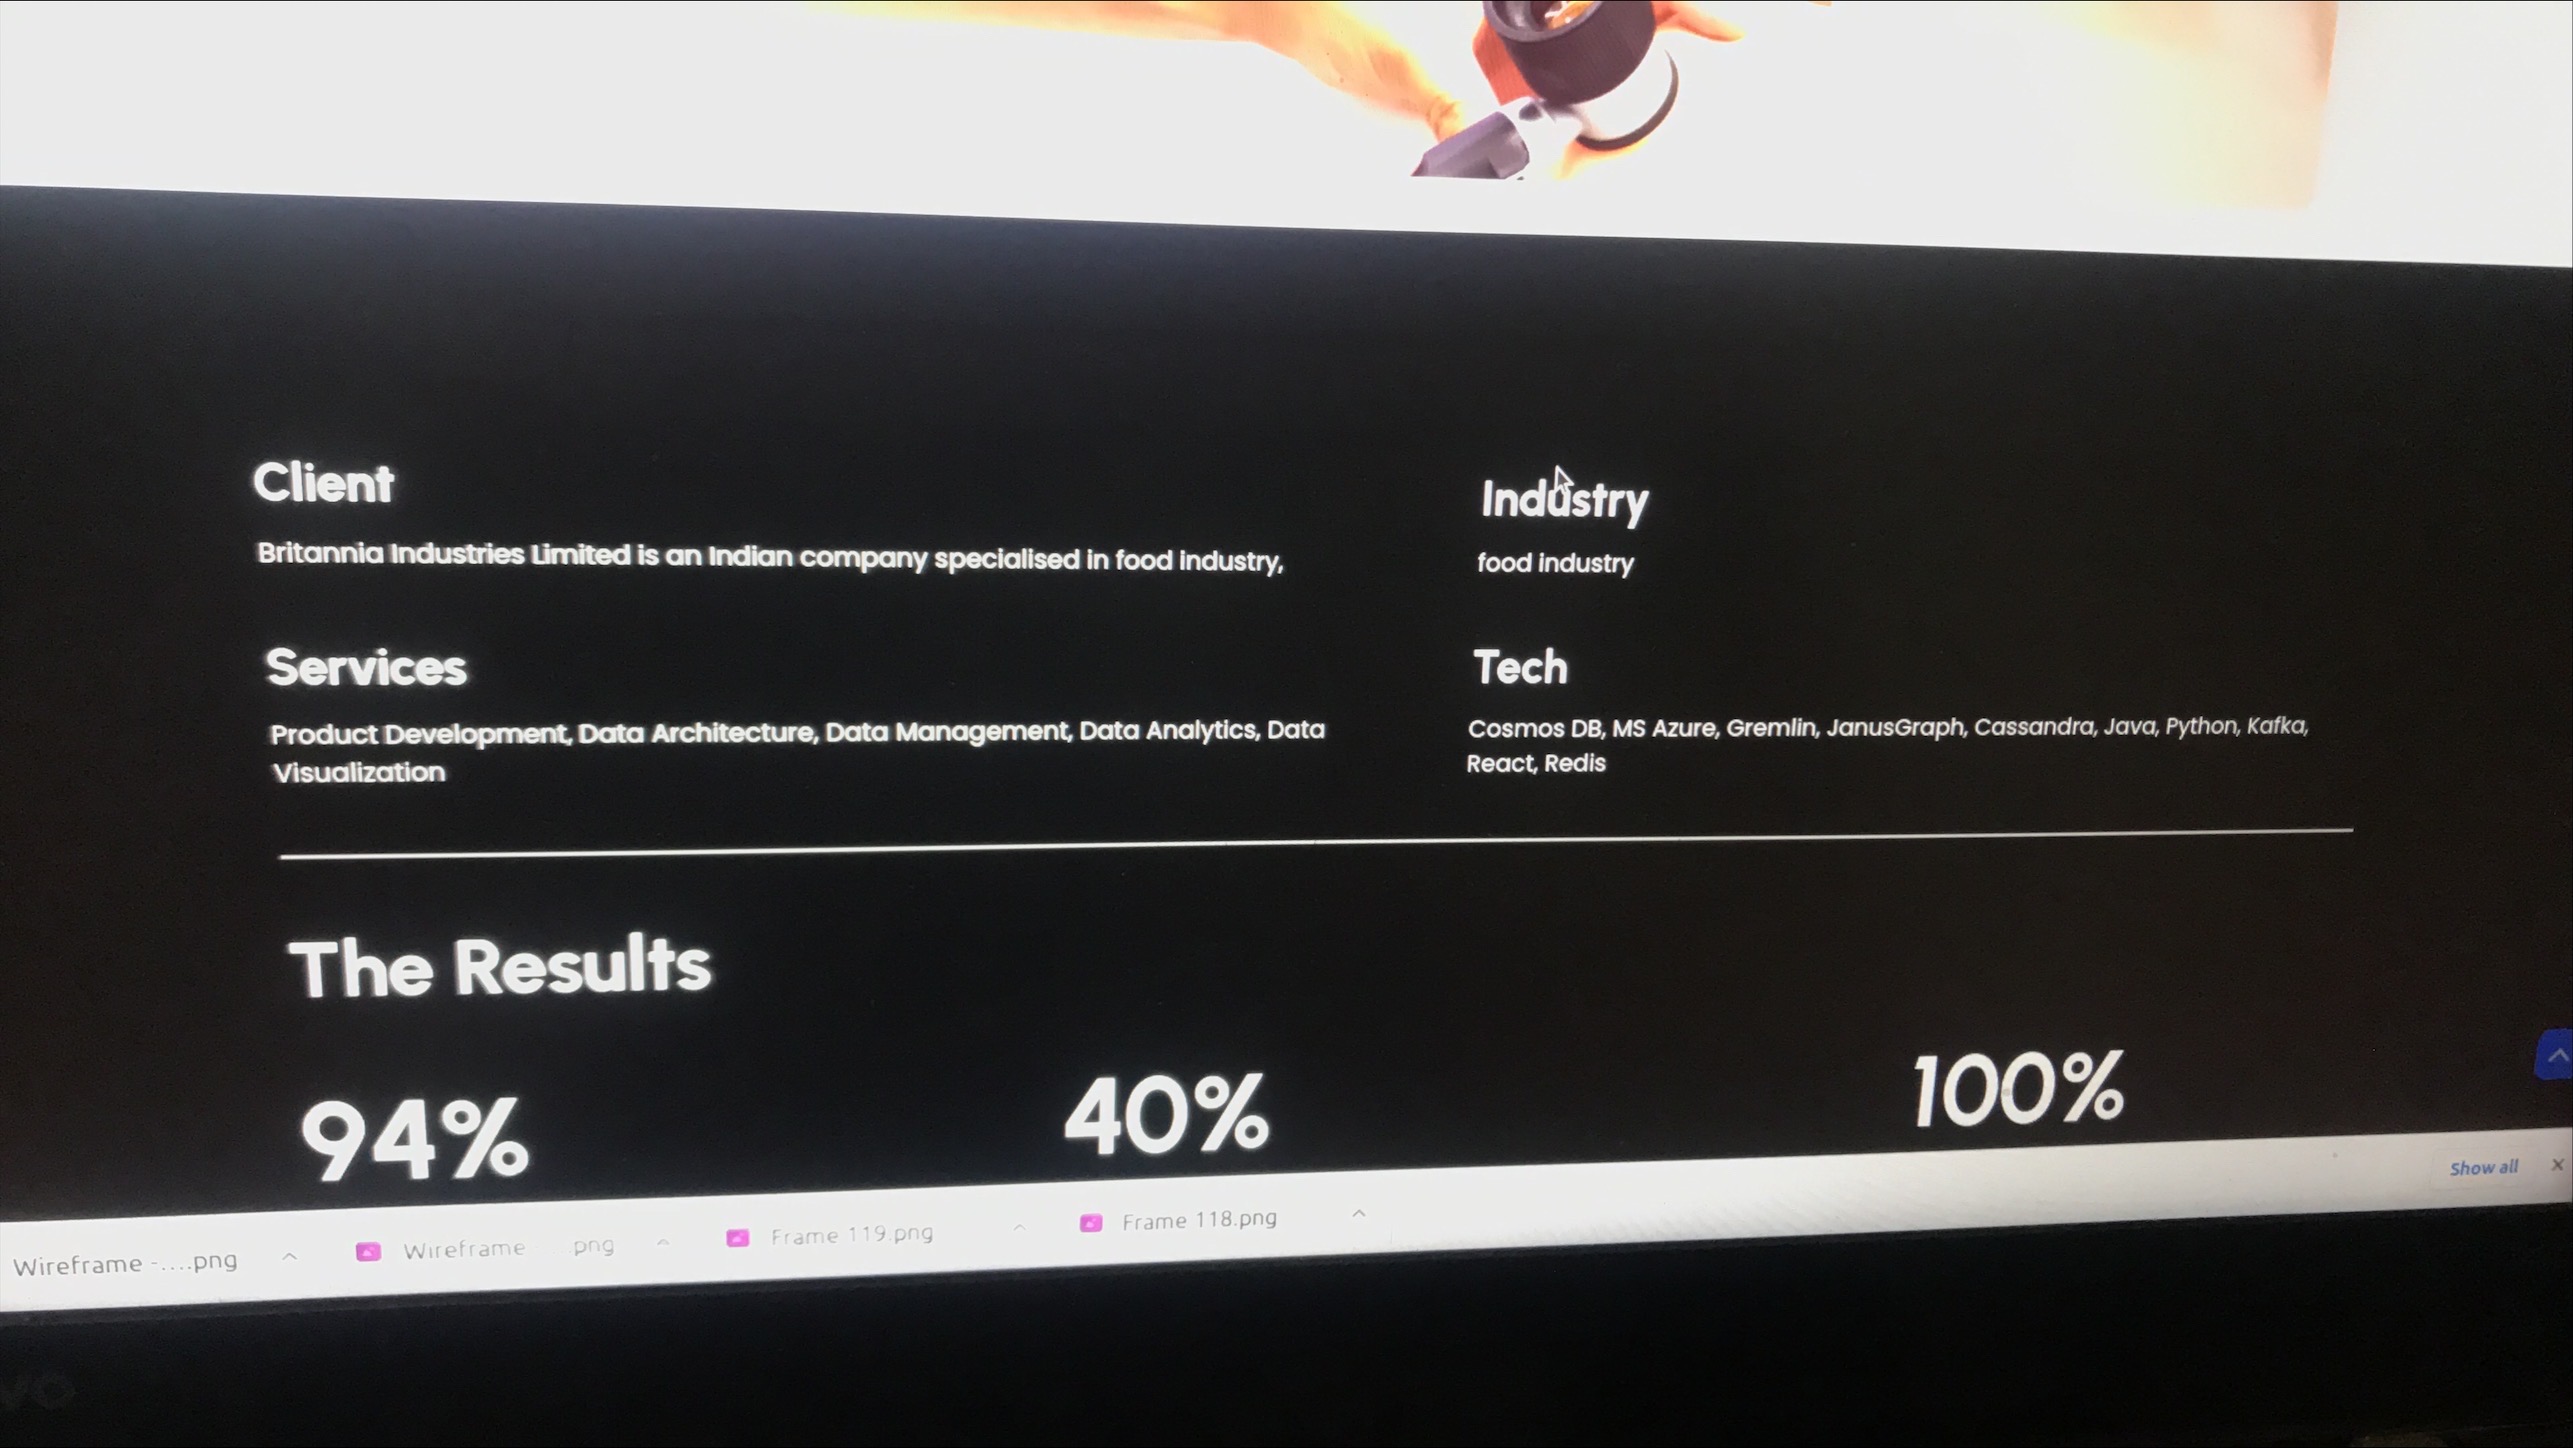 Client
Britannia Industries Limited is an Indian company specialised in food industry,
Industry
food industry
Services
Product Development, Data Architecture, Data Management, Data Analytics, Data
Visualization
Tech
Cosmos DB, MS Azure, Gremlin, JanusGraph, Cassandra, Java, Python, Kafka,
React, Redis
The Results
94%
40%
100%
Show all
Wireframe -....png
Wireframe png
Frame 119.png
Frame 118.png